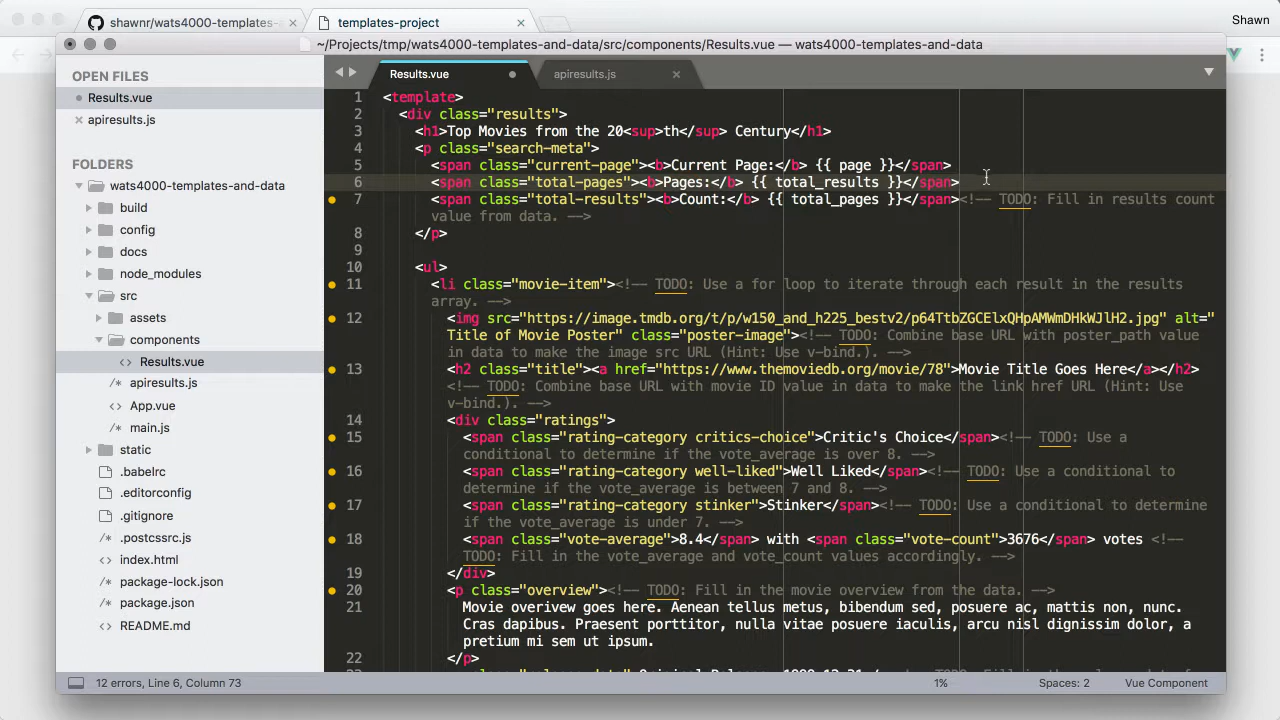 shawnr/wats4000-templates-
templates-project
Shawn
~/Projects/tmp/wats4000-templates-and-data/src/components/Results.vue — wats4000-templates-and-data
OPEN FILES
Results.vue
apiresults.js
FOLDERS
wats4000-templates-and-data
build
config
docs
node_modules
src
assets
components
<> Results.vue
/* apiresults.js
<> App.vue
/* main.js
static
.babelrc
.editorconfig
.gitignore
/* .postcssrc.js
<> index.html
package-lock.json
package.json
README.md
Results.vue
apiresults.js
1 <template>
2 <div class="results">
3 <h1>Top Movies from the 20<sup>th</sup> Century</h1>
4 <p class="search-meta">
5 <span class="current-page"><b>Current Page:</b> {{ page }}</span>
6 <span class="total-pages"><b>Pages:</b> {{ total_results }}</span>
7 <span class="total-results"><b>Count:</b> {{ total_pages }}</span><!-- TODO: Fill in results count
value from data. -->
8 </p>
9
10 <ul>
11 <li class="movie-item"><!-- TODO: Use a for loop to iterate through each result in the results
array. -->
12 <img src="https://image.tmdb.org/t/p/w150_and_h225_bestv2/p64TtbZGCElxQHpAMWmDHkWJlH2.jpg" alt="
Title of Movie Poster" class="poster-image"><!-- TODO: Combine base URL with poster_path value
in data to make the image src URL (Hint: Use v-bind.). -->
13 <h2 class="title"><a href="https://www.themoviedb.org/movie/78">Movie Title Goes Here</a></h2>
<!-- TODO: Combine base URL with movie ID value in data to make the link href URL (Hint: Use
v-bind.). -->
14 <div class="ratings">
15 <span class="rating-category critics-choice">Critic's Choice</span><!-- TODO: Use a
conditional to determine if the vote_average is over 8. -->
16 <span class="rating-category well-liked">Well Liked</span><!-- TODO: Use a conditional to
determine if the vote_average is between 7 and 8. -->
17 <span class="rating-category stinker">Stinker</span><!-- TODO: Use a conditional to determine
if the vote_average is under 7. -->
18 <span class="vote-average">8.4</span> with <span class="vote-count">3676</span> votes <!--
TODO: Fill in the vote_average and vote_count values accordingly. -->
19 </div>
20 <p class="overview"><!-- TODO: Fill in the movie overview from the data. -->
21 Movie overivew goes here. Aenean tellus metus, bibendum sed, posuere ac, mattis non, nunc.
Cras dapibus. Praesent porttitor, nulla vitae posuere iaculis, arcu nisl dignissim dolor, a
pretium mi sem ut ipsum.
22 </p>
12 errors, Line 6, Column 73
1%
Spaces: 2
Vue Component